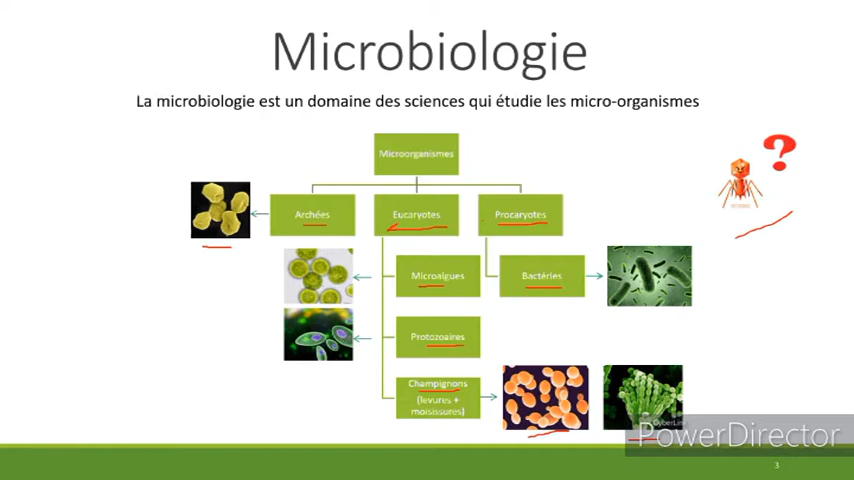 Microbiologie
La microbiologie est un domaine des sciences qui étudie les micro-organismes
Microorganismes
Archées
Eucaryotes
Procaryotes
Microalgues
Bactéries
Protozoaires
Champignons
(levures +
moisissures)
CyberLink
PowerDirector
3